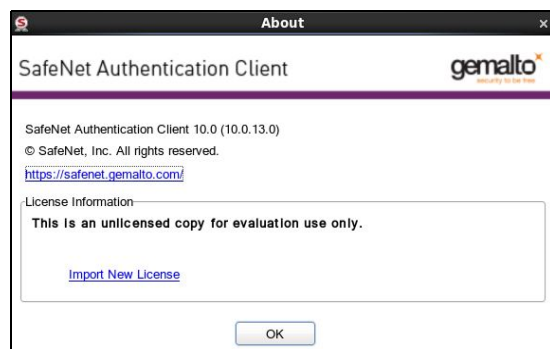 About
SafeNet Authentication Client
gemalto
security to be free
SafeNet Authentication Client 10.0 (10.0.13.0)
© SafeNet, Inc. All rights reserved.
https://safenet.gemalto.com/
License Information
This is an unlicensed copy for evaluation use only.
Import New License
OK